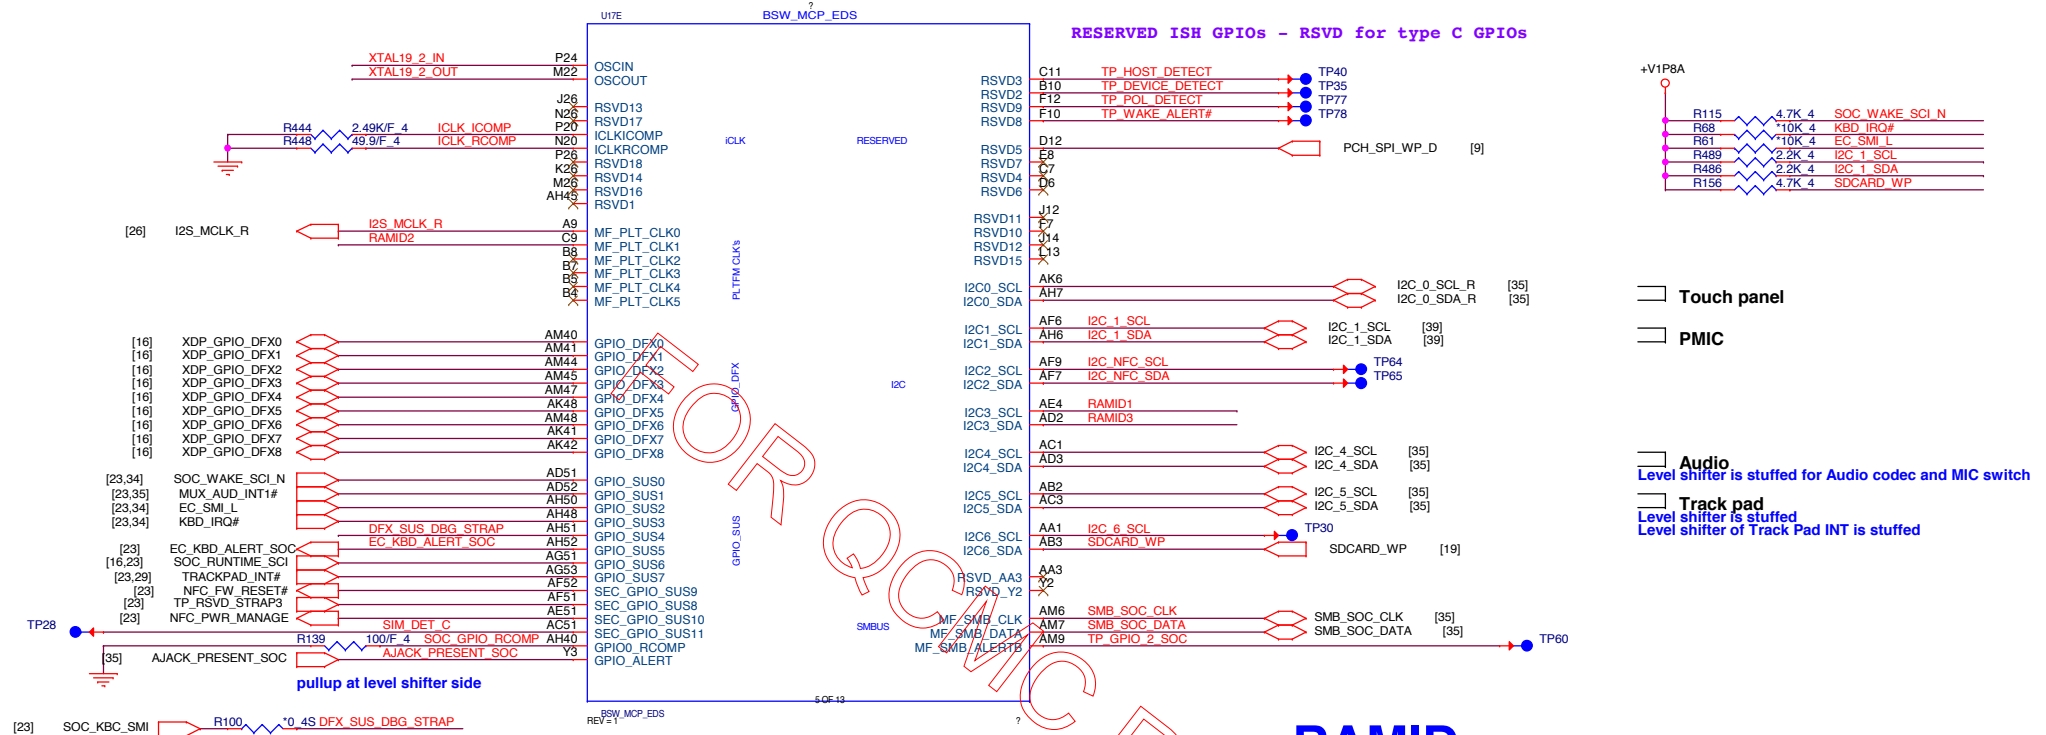 ?
U17E
BSW_MCP_EDS
RESERVED ISH GPIOs - RSVD for type C GPIOs
XTAL19_2_IN P24 OSCIN
XTAL19_2_OUT M22 OSCOUT
J26 RSVD13
N26 RSVD17
R444 2.49K/F_4 ICLK_ICOMP P20 ICLKICOMP
R448 49.9/F_4 ICLK_RCOMP N20 ICLKRCOMP
P26 RSVD18
K26 RSVD14
M26 RSVD16
AH45 RSVD1
iCLK
RESERVED
[26] I2S_MCLK_R I2S_MCLK_R A9 MF_PLT_CLK0
RAMID2 C9 MF_PLT_CLK1
B8 MF_PLT_CLK2
B7 MF_PLT_CLK3
B5 MF_PLT_CLK4
B4 MF_PLT_CLK5
PLTFM CLK's
[16] XDP_GPIO_DFX0 AM40 GPIO_DFX0
[16] XDP_GPIO_DFX1 AM41 GPIO_DFX1
[16] XDP_GPIO_DFX2 AM44 GPIO_DFX2
[16] XDP_GPIO_DFX3 AM45 GPIO_DFX3
[16] XDP_GPIO_DFX4 AM47 GPIO_DFX4
[16] XDP_GPIO_DFX5 AK48 GPIO_DFX5
[16] XDP_GPIO_DFX6 AM48 GPIO_DFX6
[16] XDP_GPIO_DFX7 AK41 GPIO_DFX7
[16] XDP_GPIO_DFX8 AK42 GPIO_DFX8
GPIO_DFX
[23,34] SOC_WAKE_SCI_N AD51 GPIO_SUS0
[23,35] MUX_AUD_INT1# AD52 GPIO_SUS1
[23,34] EC_SMI_L AH50 GPIO_SUS2
[23,34] KBD_IRQ# AH48 GPIO_SUS3
DFX_SUS_DBG_STRAP AH51 GPIO_SUS4
[23] EC_KBD_ALERT_SOC EC_KBD_ALERT_SOC AH52 GPIO_SUS5
[16,23] SOC_RUNTIME_SCI AG51 GPIO_SUS6
[23,29] TRACKPAD_INT# AG53 GPIO_SUS7
[23] NFC_FW_RESET# AF52 SEC_GPIO_SUS9
[23] TP_RSVD_STRAP3 AF51 SEC_GPIO_SUS8
[23] NFC_PWR_MANAGE AE51 SEC_GPIO_SUS10
TP28 SIM_DET_C AC51 SEC_GPIO_SUS11
R139 100/F_4 SOC_GPIO_RCOMP AH40 GPIO0_RCOMP
[35] AJACK_PRESENT_SOC AJACK_PRESENT_SOC Y3 GPIO_ALERT
GPIO_SUS
pullup at level shifter side
[23] SOC_KBC_SMI R100 *0_4S DFX_SUS_DBG_STRAP
RSVD3 C11 TP_HOST_DETECT TP40
RSVD2 B10 TP_DEVICE_DETECT TP35
RSVD9 F12 TP_POL_DETECT TP77
RSVD8 F10 TP_WAKE_ALERT# TP78
RSVD5 D12 PCH_SPI_WP_D [9]
RSVD7 E8
RSVD4 C7
RSVD6 D6
RSVD11 J12
RSVD10 F7
RSVD12 J14
RSVD15 L13
I2C0_SCL AK6 I2C_0_SCL_R [35]
I2C0_SDA AH7 I2C_0_SDA_R [35]
I2C1_SCL AF6 I2C_1_SCL I2C_1_SCL [39]
I2C1_SDA AH6 I2C_1_SDA I2C_1_SDA [39]
I2C2_SCL AF9 I2C_NFC_SCL TP64
I2C2_SDA AF7 I2C_NFC_SDA TP65
I2C
I2C3_SCL AE4 RAMID1
I2C3_SDA AD2 RAMID3
I2C4_SCL AC1 I2C_4_SCL [35]
I2C4_SDA AD3 I2C_4_SDA [35]
I2C5_SCL AB2 I2C_5_SCL [35]
I2C5_SDA AC3 I2C_5_SDA [35]
I2C6_SCL AA1 I2C_6_SCL TP30
I2C6_SDA AB3 SDCARD_WP SDCARD_WP [19]
RSVD_AA3 AA3
RSVD_Y2 Y2
SMBUS
MF_SMB_CLK AM6 SMB_SOC_CLK SMB_SOC_CLK [35]
MF_SMB_DATA AM7 SMB_SOC_DATA SMB_SOC_DATA [35]
MF_SMB_ALERTB AM9 TP_GPIO_2_SOC TP60
5 OF 13
BSW_MCP_EDS
REV = 1
?
FOR QCMC
+V1P8A
R115 4.7K_4 SOC_WAKE_SCI_N
R68 *10K_4 KBD_IRQ#
R61 *10K_4 EC_SMI_L
R489 2.2K_4 I2C_1_SCL
R486 2.2K_4 I2C_1_SDA
R156 4.7K_4 SDCARD_WP
Touch panel
PMIC
Audio
Level shifter is stuffed for Audio codec and MIC switch
Track pad
Level shifter is stuffed
Level shifter of Track Pad INT is stuffed
RAMID